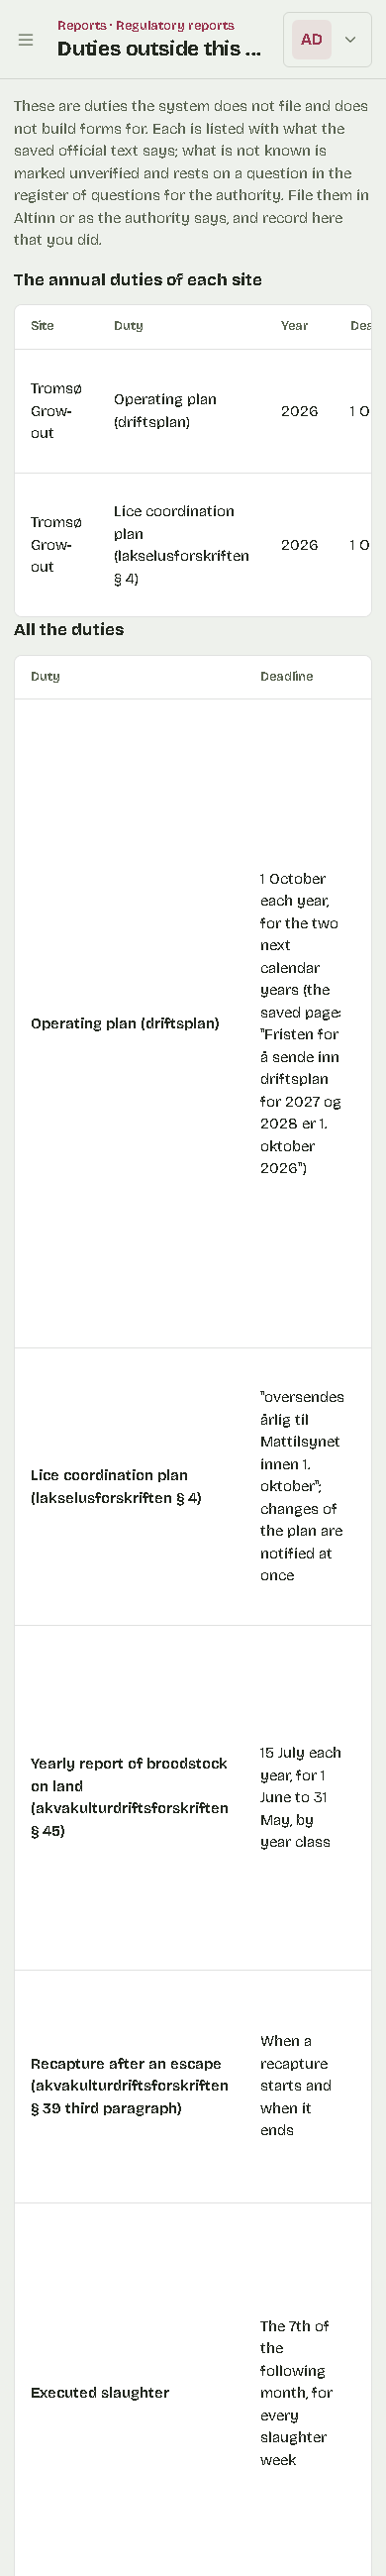 Reports · Regulatory reports
Duties outside this ...
AD
These are duties the system does not file and does
not build forms for. Each is listed with what the
saved official text says; what is not known is
marked unverified and rests on a question in the
register of questions for the authority. File them in
Altinn or as the authority says, and record here
that you did.
The annual duties of each site
Site Duty Year Dea
Tromsø
Grow-
out
Operating plan
(driftsplan)
2026
1 O
Tromsø
Grow-
out
Lice coordination
plan
(lakselusforskriften
§ 4)
2026
1 O
All the duties
Duty Deadline
Operating plan (driftsplan)
1 October
each year,
for the two
next
calendar
years (the
saved page:
"Fristen for
å sende inn
driftsplan
for 2027 og
2028 er 1.
oktober
2026")
Lice coordination plan
(lakselusforskriften § 4)
"oversendes
årlig til
Mattilsynet
innen 1.
oktober";
changes of
the plan are
notified at
once
Yearly report of broodstock
on land
(akvakulturdriftsforskriften
§ 45)
15 July each
year, for 1
June to 31
May, by
year class
Recapture after an escape
(akvakulturdriftsforskriften
§ 39 third paragraph)
When a
recapture
starts and
when it
ends
Executed slaughter
The 7th of
the
following
month, for
every
slaughter
week